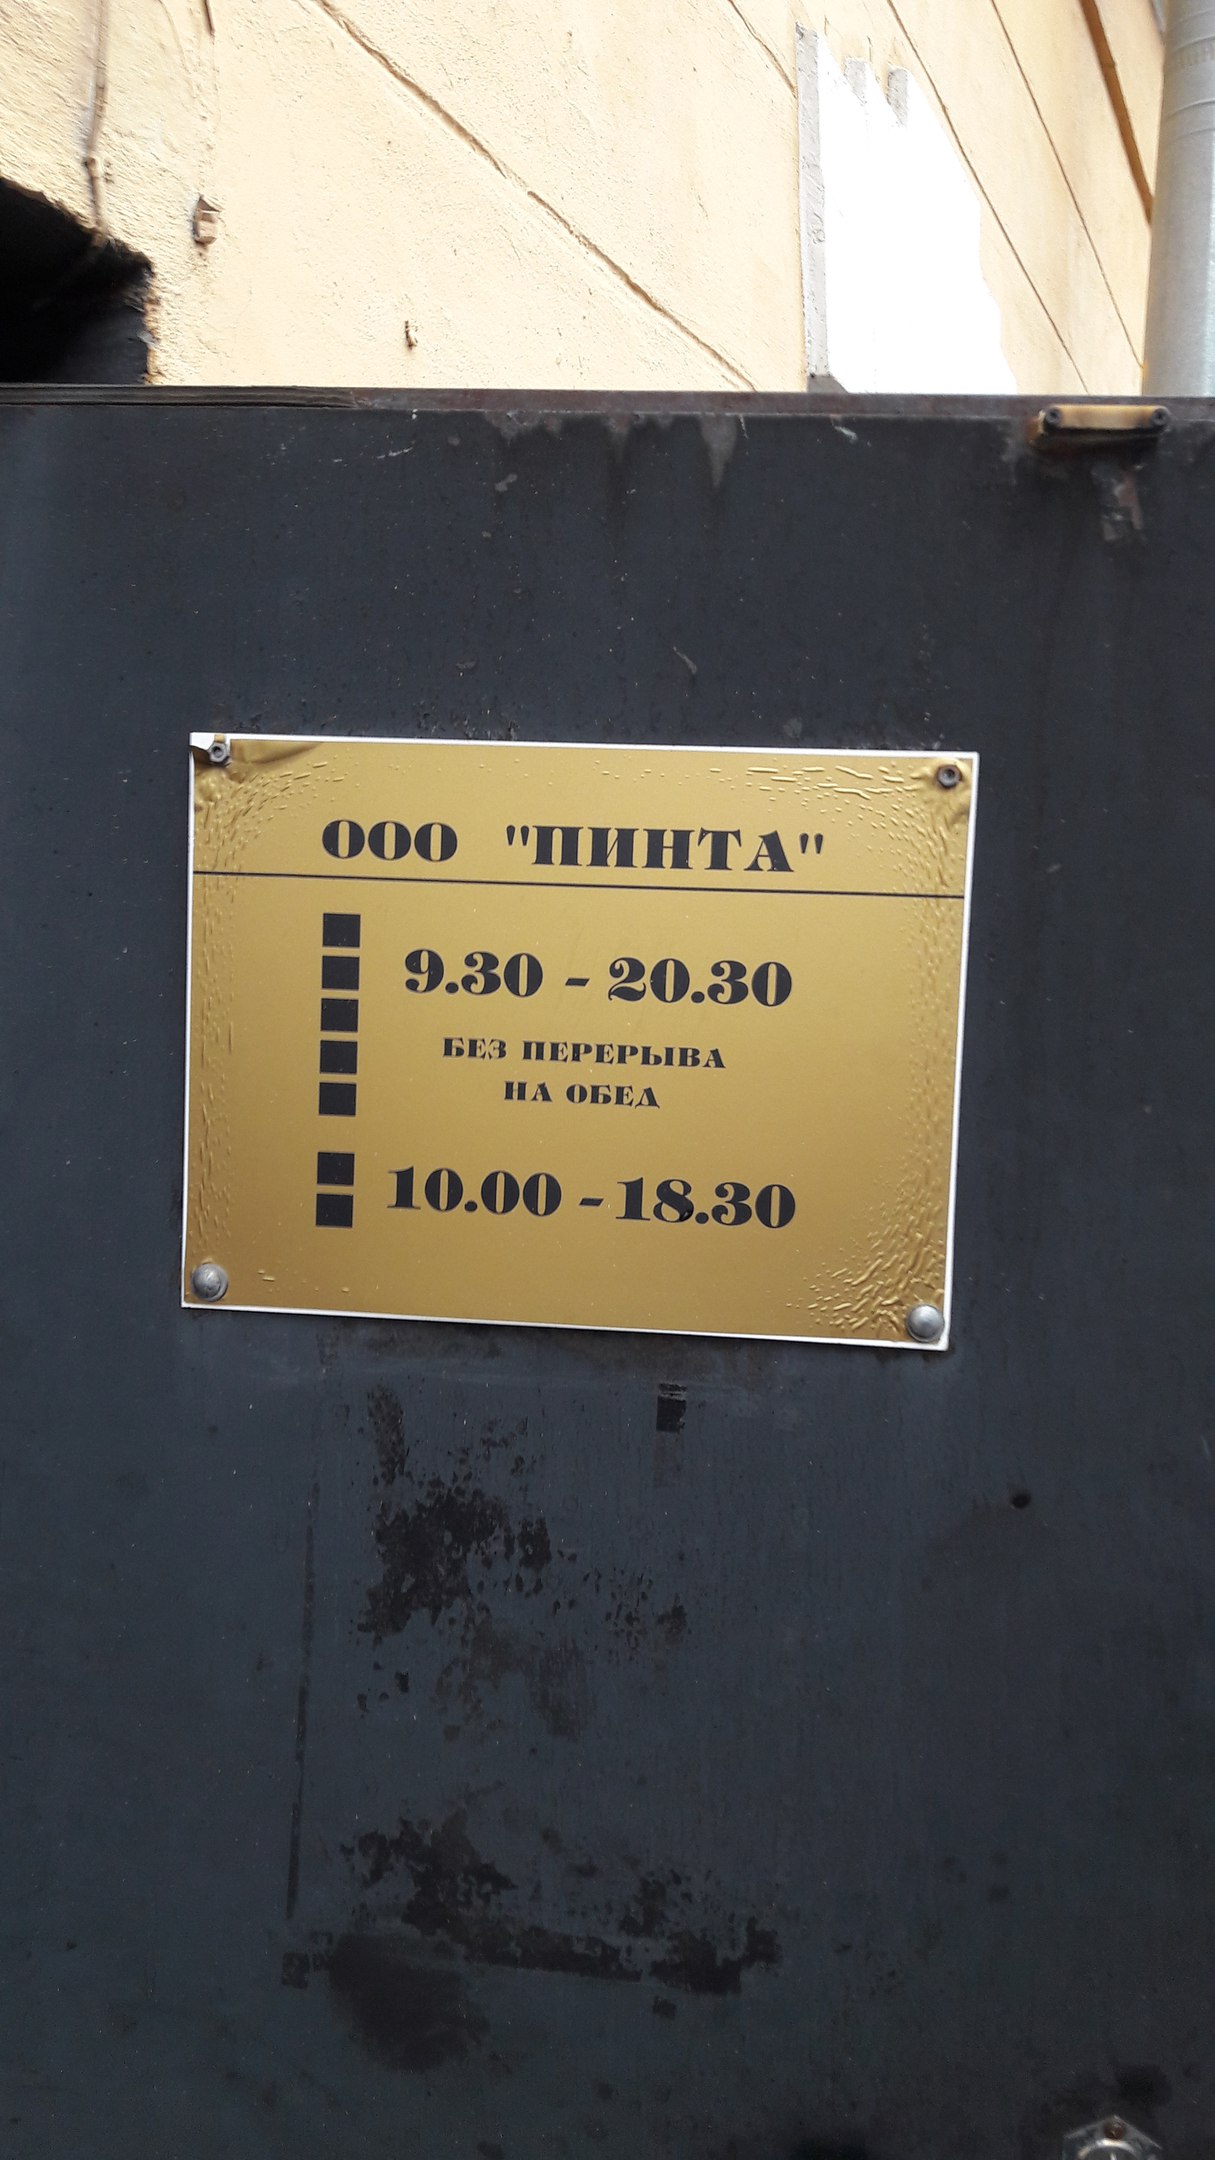 ООО "ПИНТА"
9.30 - 20.30
БЕЗ ПЕРЕРЫВА
НА ОБЕД
10.00 - 18.30